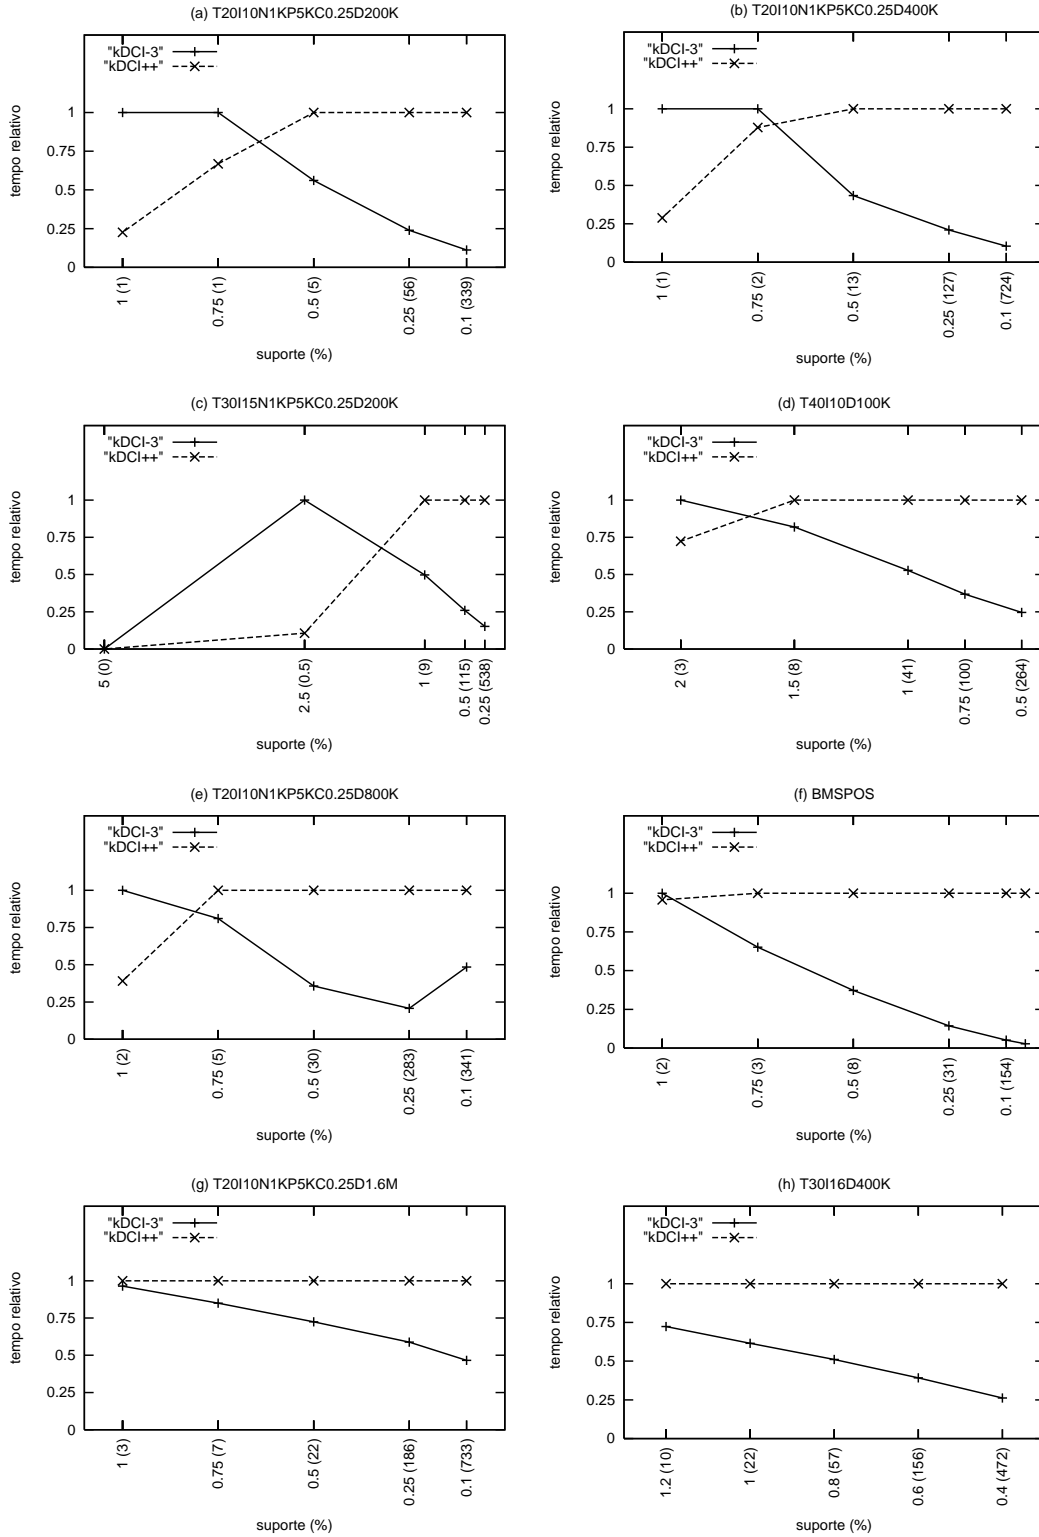 (a) T20I10N1KP5KC0.25D200K
"kDCI-3"
"kDCI++"
tempo relativo
1
0.75
0.5
0.25
0
1 (1)
0.75 (1)
0.5 (5)
0.25 (56)
0.1 (339)
suporte (%)
(b) T20I10N1KP5KC0.25D400K
"kDCI-3"
"kDCI++"
tempo relativo
1
0.75
0.5
0.25
0
1 (1)
0.75 (2)
0.5 (13)
0.25 (127)
0.1 (724)
suporte (%)
(c) T30I15N1KP5KC0.25D200K
"kDCI-3"
"kDCI++"
tempo relativo
1
0.75
0.5
0.25
0
5 (0)
2.5 (0.5)
1 (9)
0.5 (115)
0.25 (538)
suporte (%)
(d) T40I10D100K
"kDCI-3"
"kDCI++"
tempo relativo
1
0.75
0.5
0.25
0
2 (3)
1.5 (8)
1 (41)
0.75 (100)
0.5 (264)
suporte (%)
(e) T20I10N1KP5KC0.25D800K
"kDCI-3"
"kDCI++"
tempo relativo
1
0.75
0.5
0.25
0
1 (2)
0.75 (5)
0.5 (30)
0.25 (283)
0.1 (341)
suporte (%)
(f) BMSPOS
"kDCI-3"
"kDCI++"
tempo relativo
1
0.75
0.5
0.25
0
1 (2)
0.75 (3)
0.5 (8)
0.25 (31)
0.1 (154)
suporte (%)
(g) T20I10N1KP5KC0.25D1.6M
"kDCI-3"
"kDCI++"
tempo relativo
1
0.75
0.5
0.25
0
1 (3)
0.75 (7)
0.5 (22)
0.25 (186)
0.1 (733)
suporte (%)
(h) T30I16D400K
"kDCI-3"
"kDCI++"
tempo relativo
1
0.75
0.5
0.25
0
1.2 (10)
1 (22)
0.8 (57)
0.6 (156)
0.4 (472)
suporte (%)